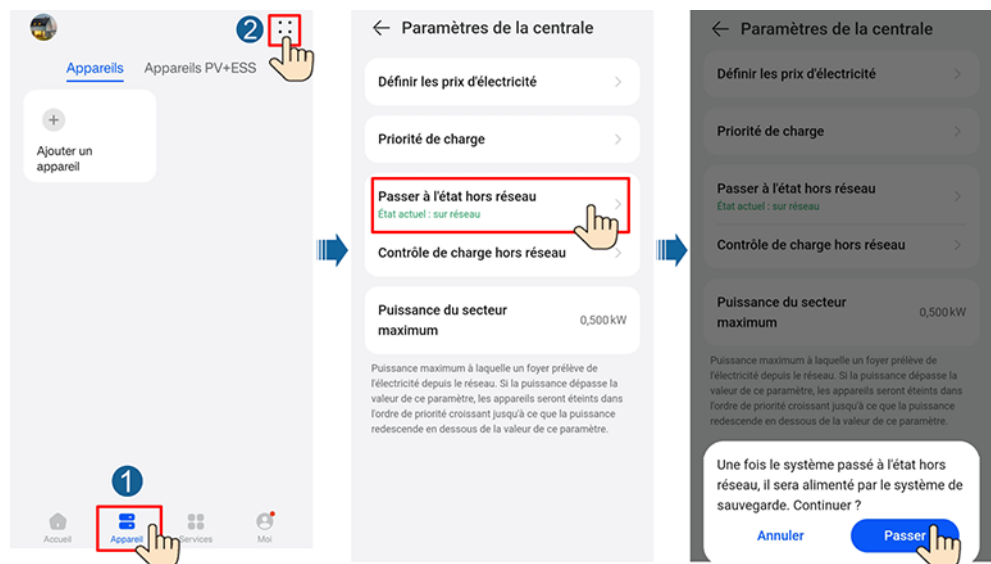 2
Appareils
Appareils PV+ESS
+
Ajouter un
appareil
1
Accueil
Appareil
Services
Moi
Paramètres de la centrale
Définir les prix d'électricité
Priorité de charge
Passer à l'état hors réseau
État actuel : sur réseau
Contrôle de charge hors réseau
Puissance du secteur
maximum
0,500 kW
Puissance maximum à laquelle un foyer prélève de
l'électricité depuis le réseau. Si la puissance dépasse la
valeur de ce paramètre, les appareils seront éteints dans
l'ordre de priorité croissant jusqu'à ce que la puissance
redescende en dessous de la valeur de ce paramètre.
Paramètres de la centrale
Définir les prix d'électricité
Priorité de charge
Passer à l'état hors réseau
État actuel : sur réseau
Contrôle de charge hors réseau
Puissance du secteur
maximum
0,500 kW
Puissance maximum à laquelle un foyer prélève de
l'électricité depuis le réseau. Si la puissance dépasse la
valeur de ce paramètre, les appareils seront éteints dans
l'ordre de priorité croissant jusqu'à ce que la puissance
redescende en dessous de la valeur de ce paramètre.
Une fois le système passé à l'état hors
réseau, il sera alimenté par le système de
sauvegarde. Continuer ?
Annuler
Passer